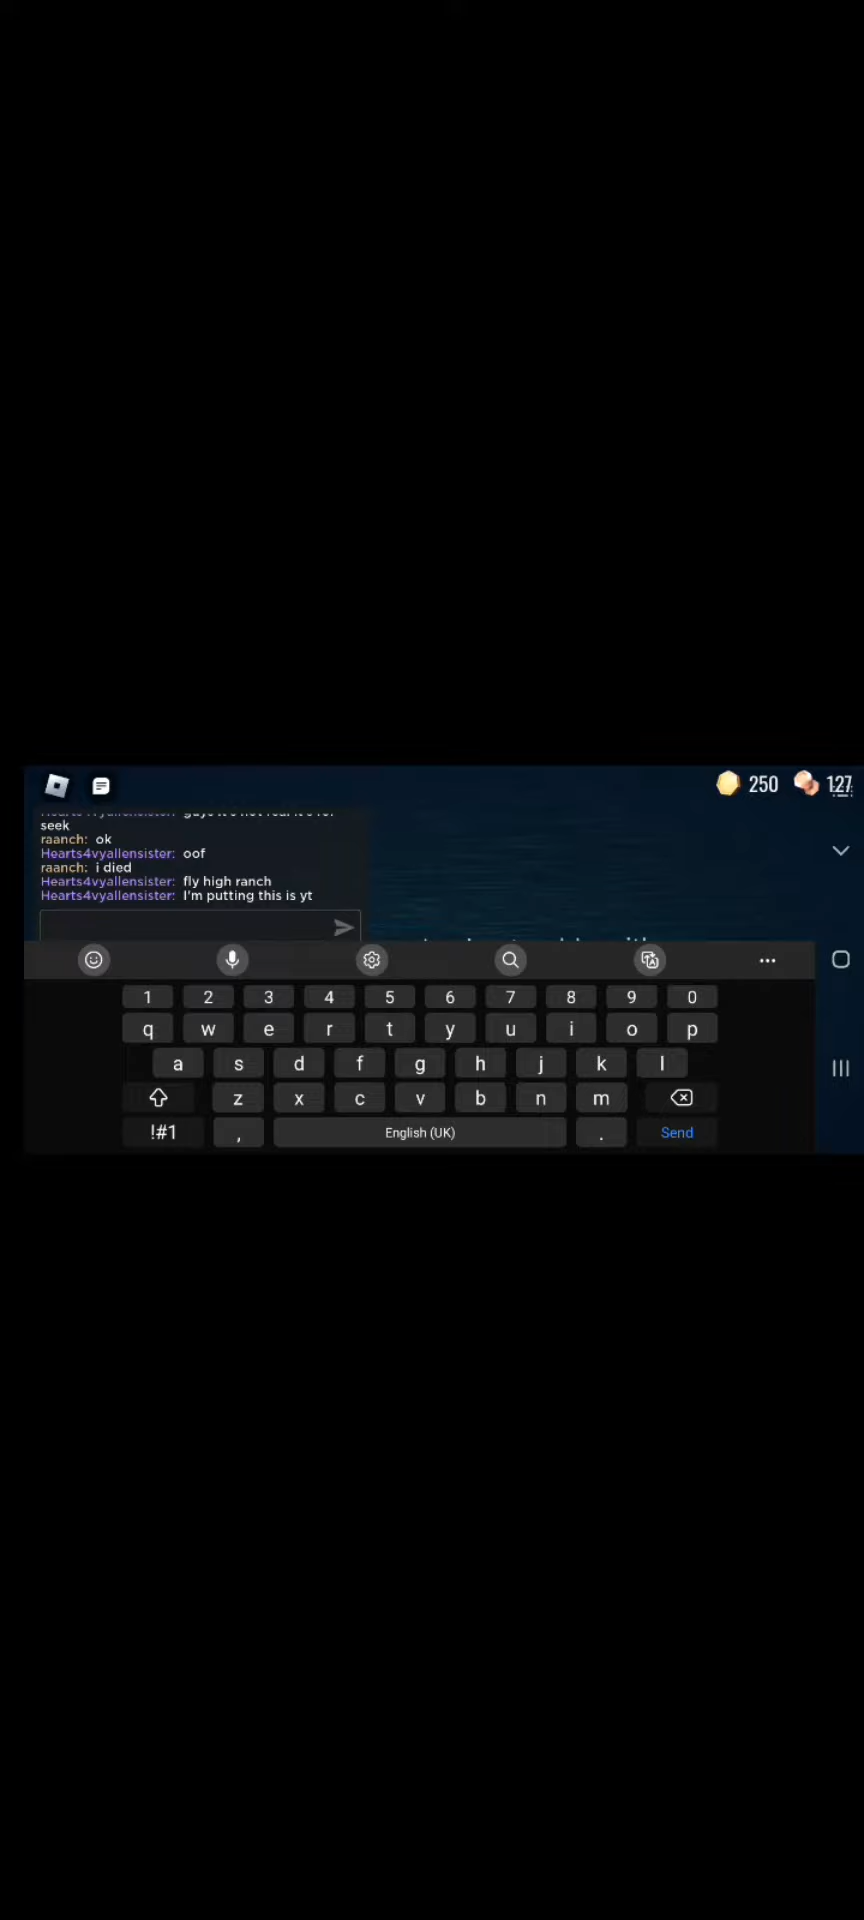 250 127
seek
raanch: ok
Hearts4vyallensister: oof
raanch: i died
Hearts4vyallensister: fly high ranch
Hearts4vyallensister: I'm putting this is yt
1 2 3 4 5 6 7 8 9 0
q w e r t y u i o p
a s d f g h j k l
z x c v b n m
!#1 , English (UK) . Send